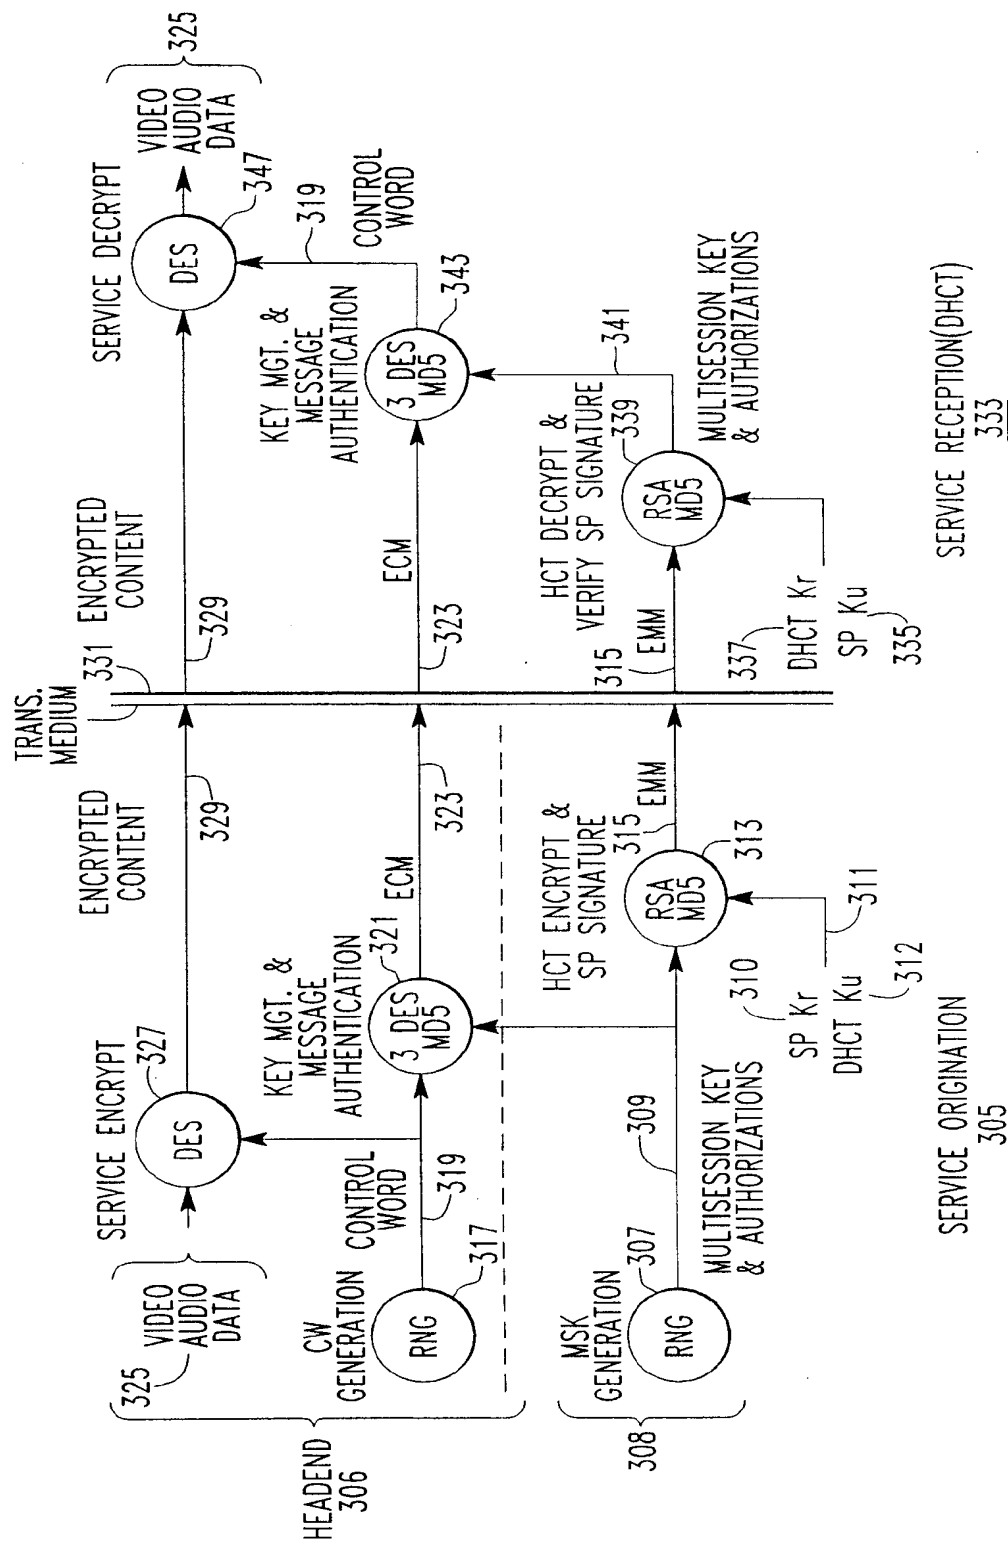 TRANS.
MEDIUM
331
ENCRYPTED
CONTENT
ENCRYPTED
CONTENT
SERVICE ENCRYPT
327
DES
329
329
SERVICE DECRYPT
DES
347
VIDEO
AUDIO
DATA
325
325
VIDEO
AUDIO
DATA
HEADEND
306
CW
GENERATION
RNG
317
CONTROL
WORD
319
KEY MGT. &
MESSAGE
AUTHENTICATION
321
3 DES
MD5
ECM
323
ECM
323
KEY MGT. &
MESSAGE
AUTHENTICATION
3 DES
MD5
343
319
CONTROL
WORD
308
MSK
GENERATION
RNG
307
309
MULTISESSION KEY
& AUTHORIZATIONS
HCT ENCRYPT &
SP SIGNATURE
RSA
MD5
313
315
EMM
310
SP Kr
DHCT Ku
312
311
315
EMM
HCT DECRYPT &
VERIFY SP SIGNATURE
339
RSA
MD5
341
MULTISESSION KEY
& AUTHORIZATIONS
337
DHCT Kr
SP Ku
335
SERVICE ORIGINATION
305
SERVICE RECEPTION(DHCT)
333